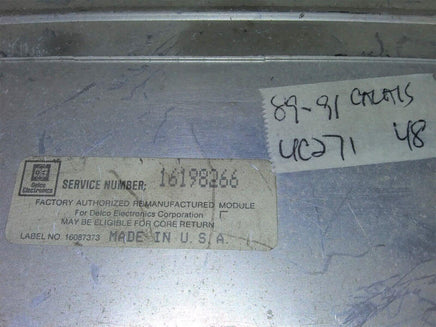 89-91 CALAIS
4C271 48
Delco
Electronics
SERVICE NUMBER: 16198266
FACTORY AUTHORIZED REMANUFACTURED MODULE
For Delco Electronics Corporation
MAY BE ELIGIBLE FOR CORE RETURN
LABEL NO. 16087373 MADE IN U.S.A.